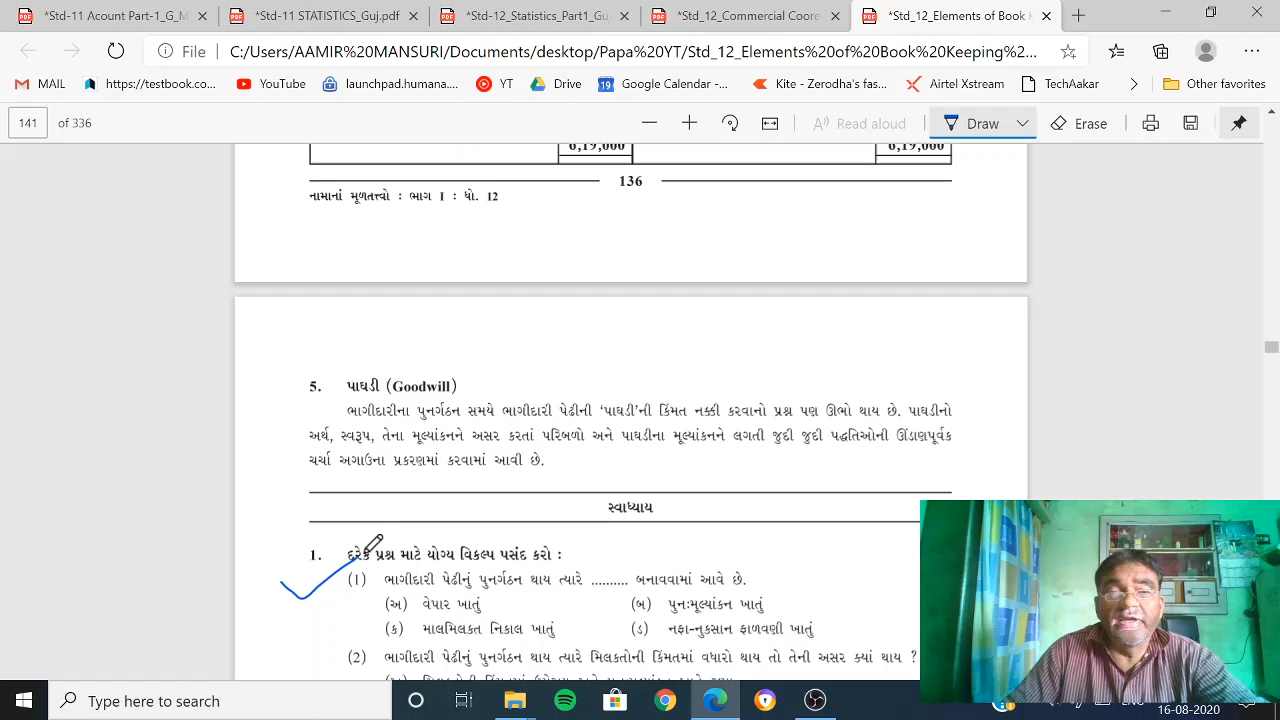 *Std-11 Acount Part-1_G_M
*Std-11 STATISTICS_Gu.pdf
*Std-12_Statistics_Part1_Guj
*Std_12_Commercial Coore
*Std_12_Elements of Book K
File C:/Users/AAMIR%20MANSURI/Documents/desktop/Papa%20YT/Std_12_Elements%20of%20Book%20Keeping%2...
MAIL
https://testbook.co...
YouTube
launchpad.humana...
YT
Drive
19 Google Calendar
Kite - Zerodha's fas...
Airtel Xstream
TechAakar
Other favorites
141 of 336
Read aloud
Draw
Erase
6,19,000 6,19,000
136
નામાનાં મૂળતત્ત્વો : ભાગ I : ધો. 12
5. પાઘડી (Goodwill)
ભાગીદારીના પુનર્ગઠન સમયે ભાગીદારી પેઢીની ‘પાઘડી’ની કિંમત નક્કી કરવાનો પ્રશ્ન પણ ઊભો થાય છે. પાઘડીનો
અર્થ, સ્વરૂપ, તેના મૂલ્યાંકનને અસર કરતાં પરિબળો અને પાઘડીના મૂલ્યાંકનને લગતી જુદી જુદી પદ્ધતિઓની ઊંડાણપૂર્વક
ચર્ચા અગાઉના પ્રકરણમાં કરવામાં આવી છે.
સ્વાધ્યાય
1. દરેક પ્રશ્ન માટે યોગ્ય વિકલ્પ પસંદ કરો :
(1) ભાગીદારી પેઢીનું પુનર્ગઠન થાય ત્યારે .......... બનાવવામાં આવે છે.
(અ) વેપાર ખાતું (બ) પુનઃમૂલ્યાંકન ખાતું
(ક) માલમિલકત નિકાલ ખાતું (ડ) નફા-નુકસાન ફાળવણી ખાતું
(2) ભાગીદારી પેઢીનું પુનર્ગઠન થાય ત્યારે મિલકતોની કિંમતમાં વધારો થાય તો તેની અસર ક્યાં થાય ?
Type here to search
16-08-2020